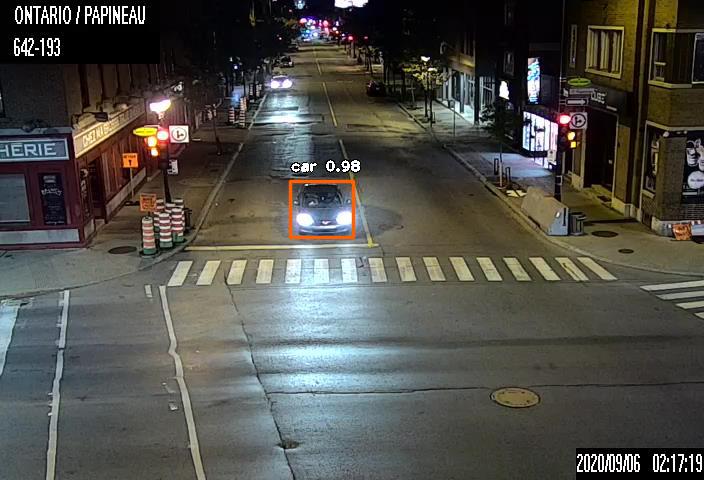 ONTARIO / PAPINEAU
642-193
car 0.98
HERIE
2020/09/06 02:17:19